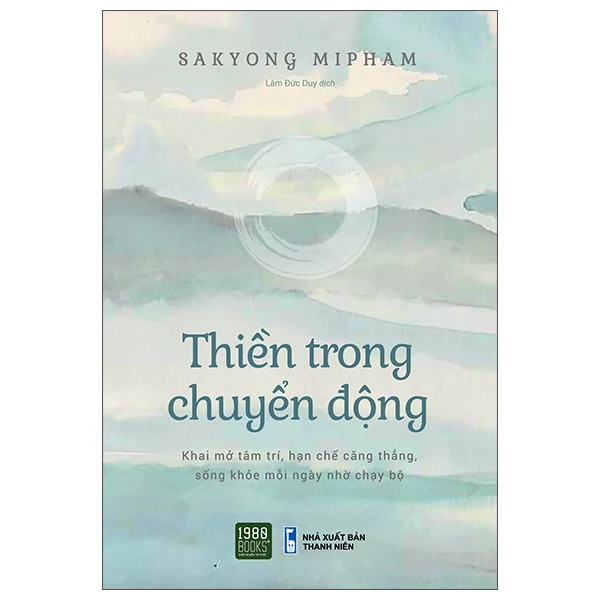 SAKYONG MIPHAM
Lâm Đức Duy dịch
Thiền trong
chuyển động
Khai mở tâm trí, hạn chế căng thẳng,
sống khỏe mỗi ngày nhờ chạy bộ
1980
BOOKS
NHÀ XUẤT BẢN
THANH NIÊN